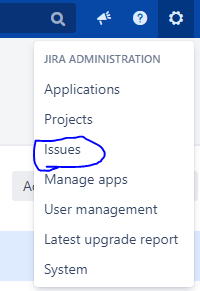 JIRA ADMINISTRATION
Applications
Projects
Issues
Manage apps
User management
Latest upgrade report
System